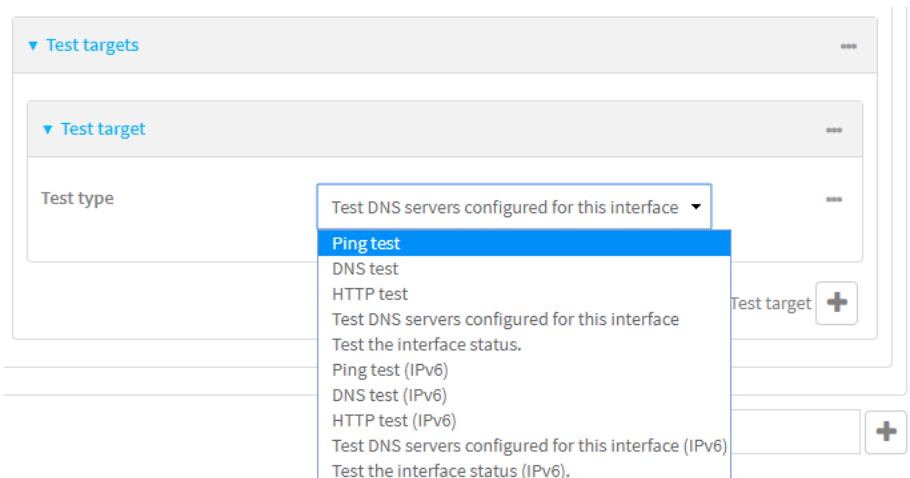 Test targets
Test target
Test type
Test DNS servers configured for this interface
Ping test
DNS test
HTTP test
Test DNS servers configured for this interface
Test target
Test the interface status.
Ping test (IPv6)
DNS test (IPv6)
HTTP test (IPv6)
Test DNS servers configured for this interface (IPv6)
Test the interface status (IPv6).